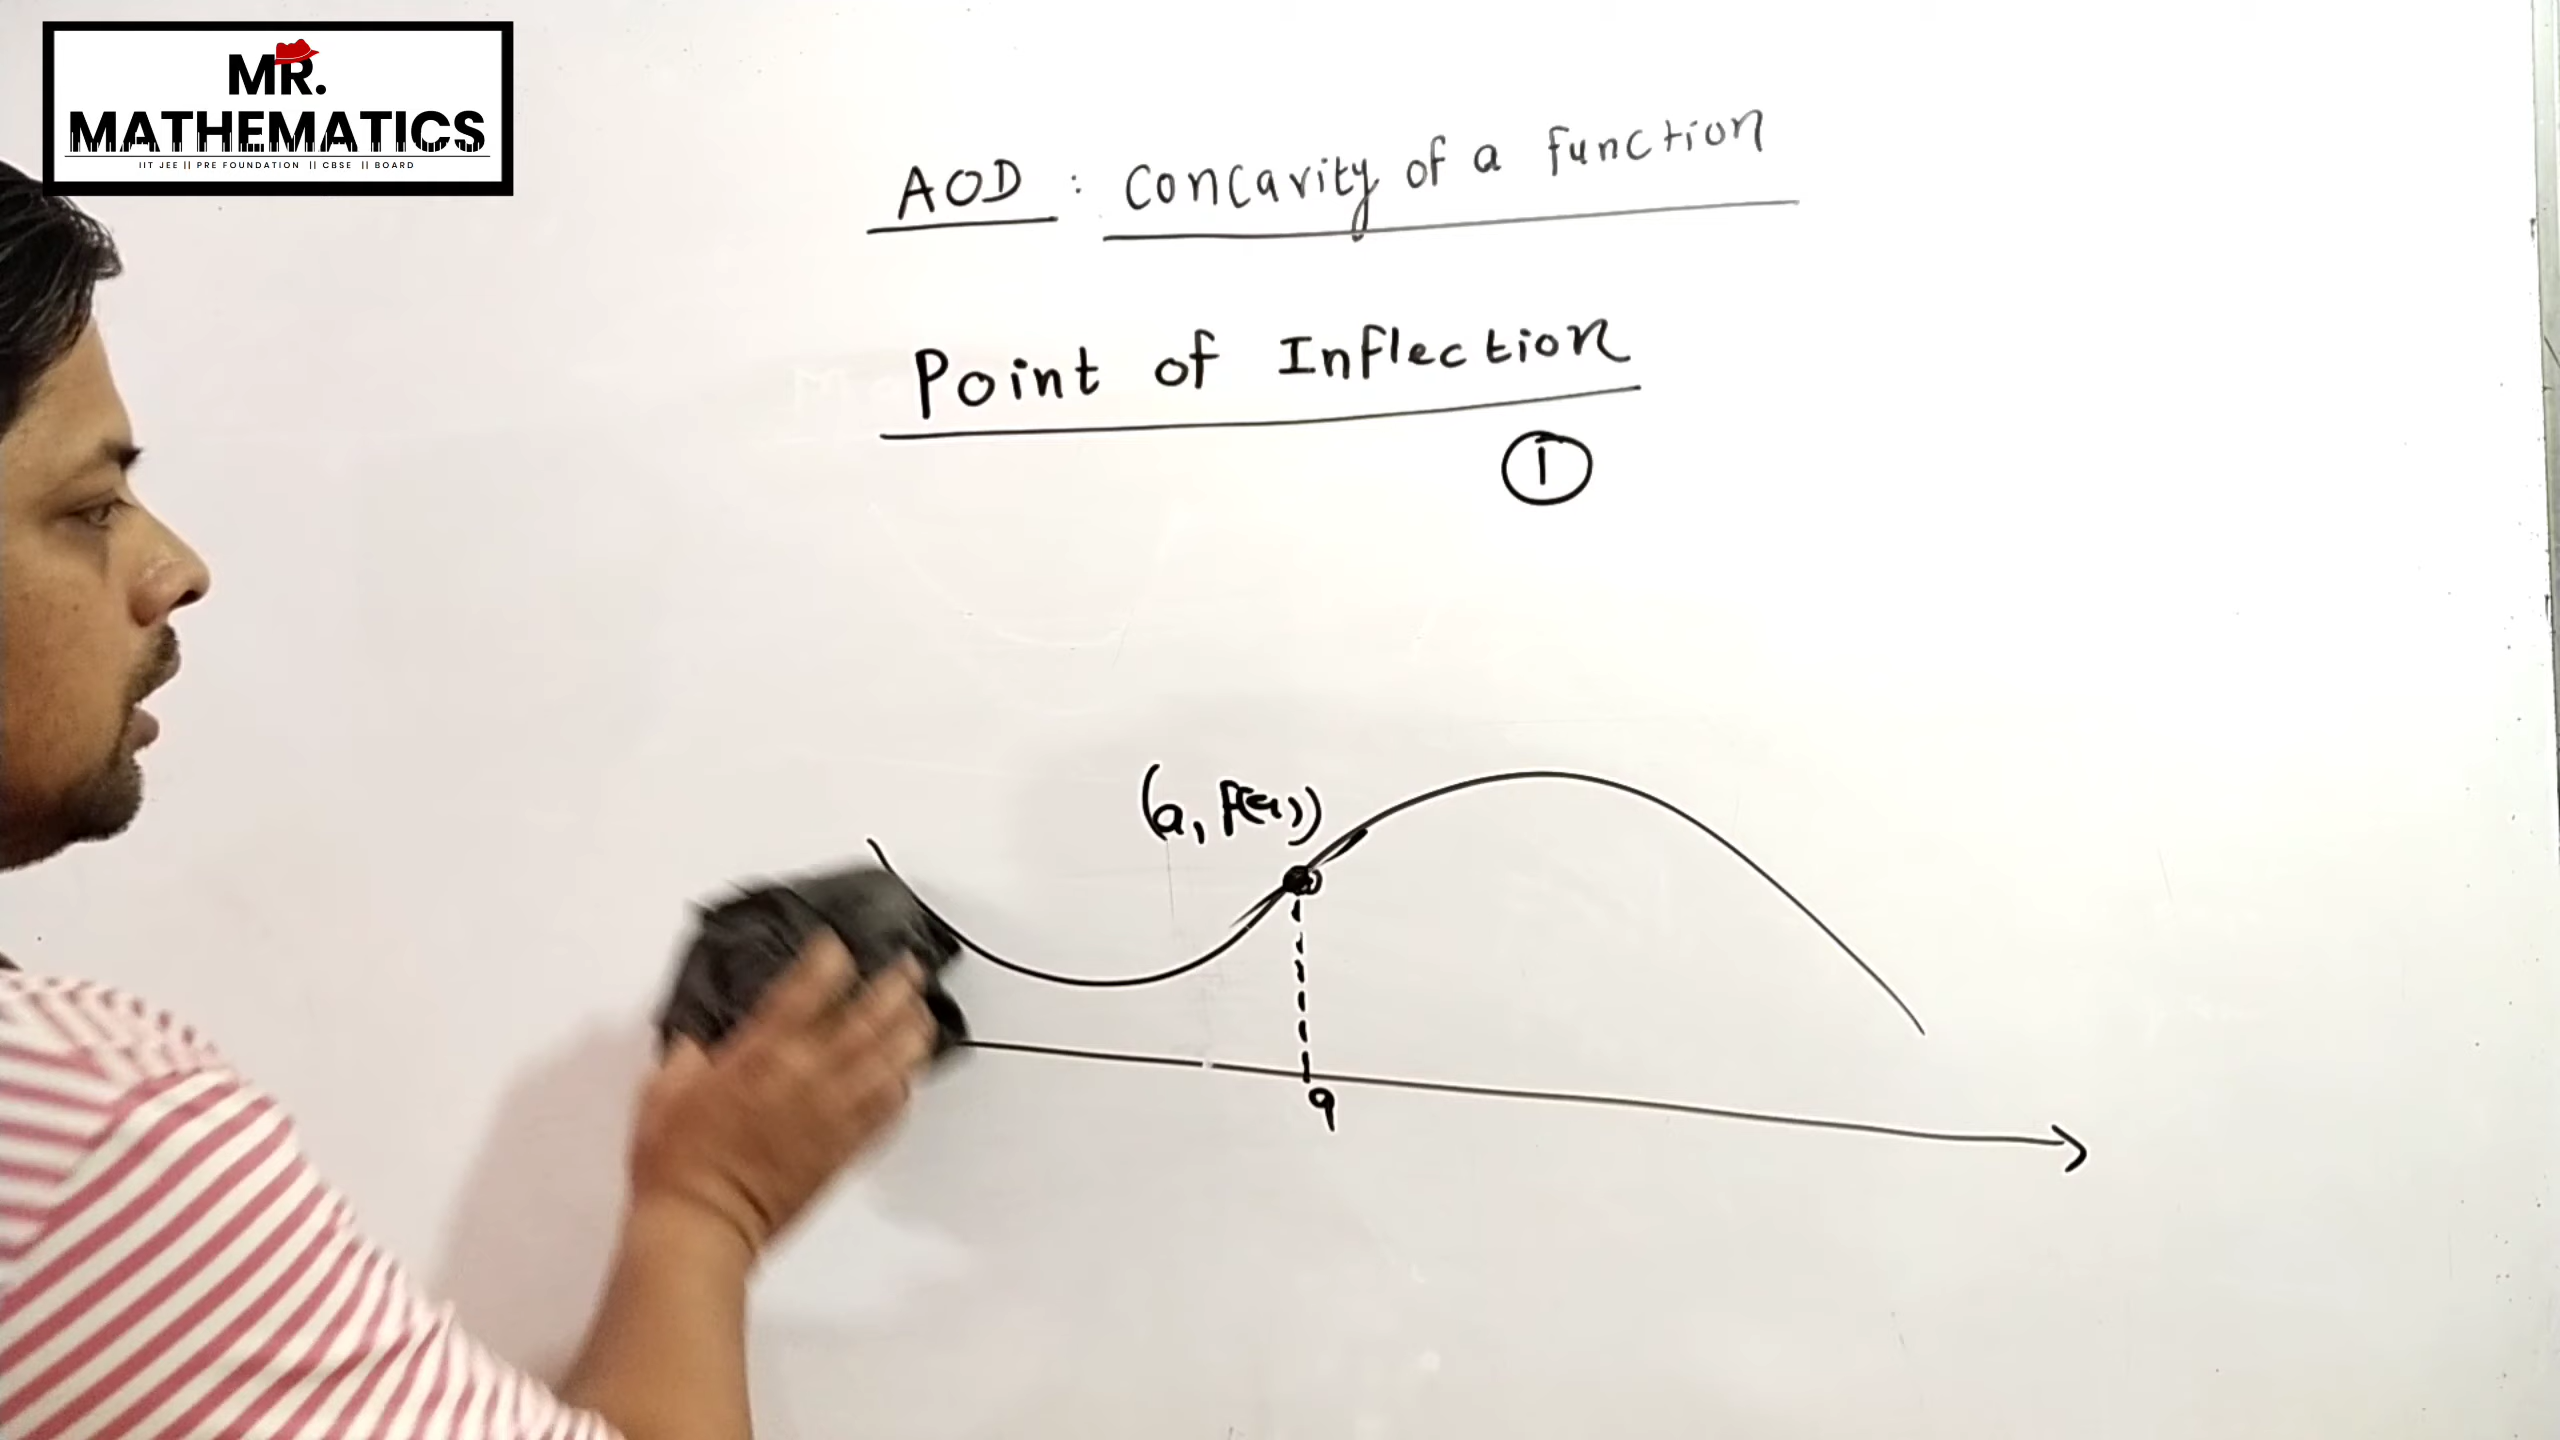 MR.
MATHEMATICS
IIT JEE || PRE FOUNDATION || CBSE || BOARD
AOD : Concavity of a function
Point of Inflection
1
(a, f(a))
a